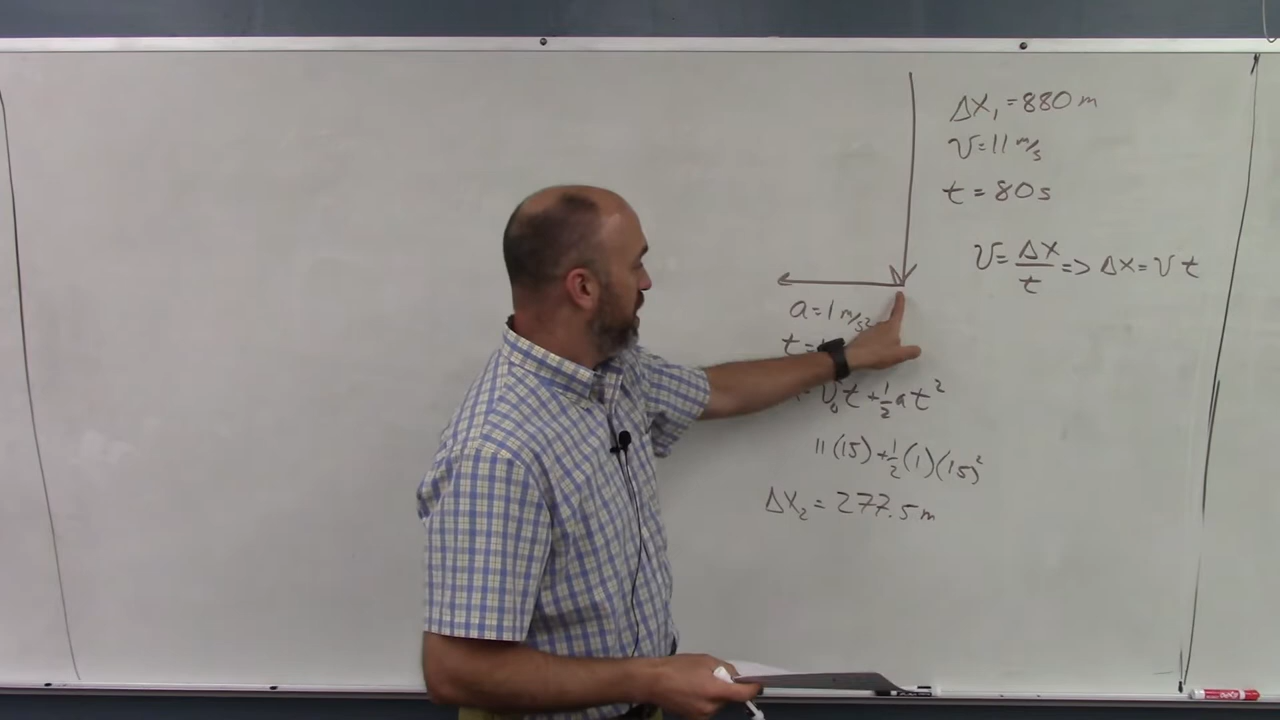 ΔX₁ = 880 m
v = 11 m/s
t = 80 s
v = ΔX/t => ΔX = v t
a = 1 m/s²
t =
v₀t + ½ a t²
11(15) + ½(1)(15)²
ΔX₂ = 277.5 m